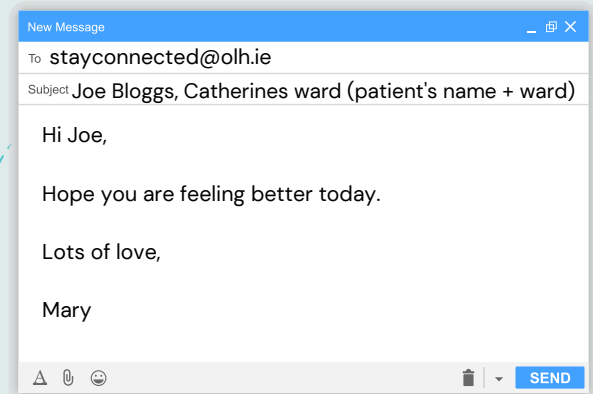 New Message
To stayconnected@olh.ie
Subject Joe Bloggs, Catherines ward (patient's name + ward)
Hi Joe,
Hope you are feeling better today.
Lots of love,
Mary
SEND